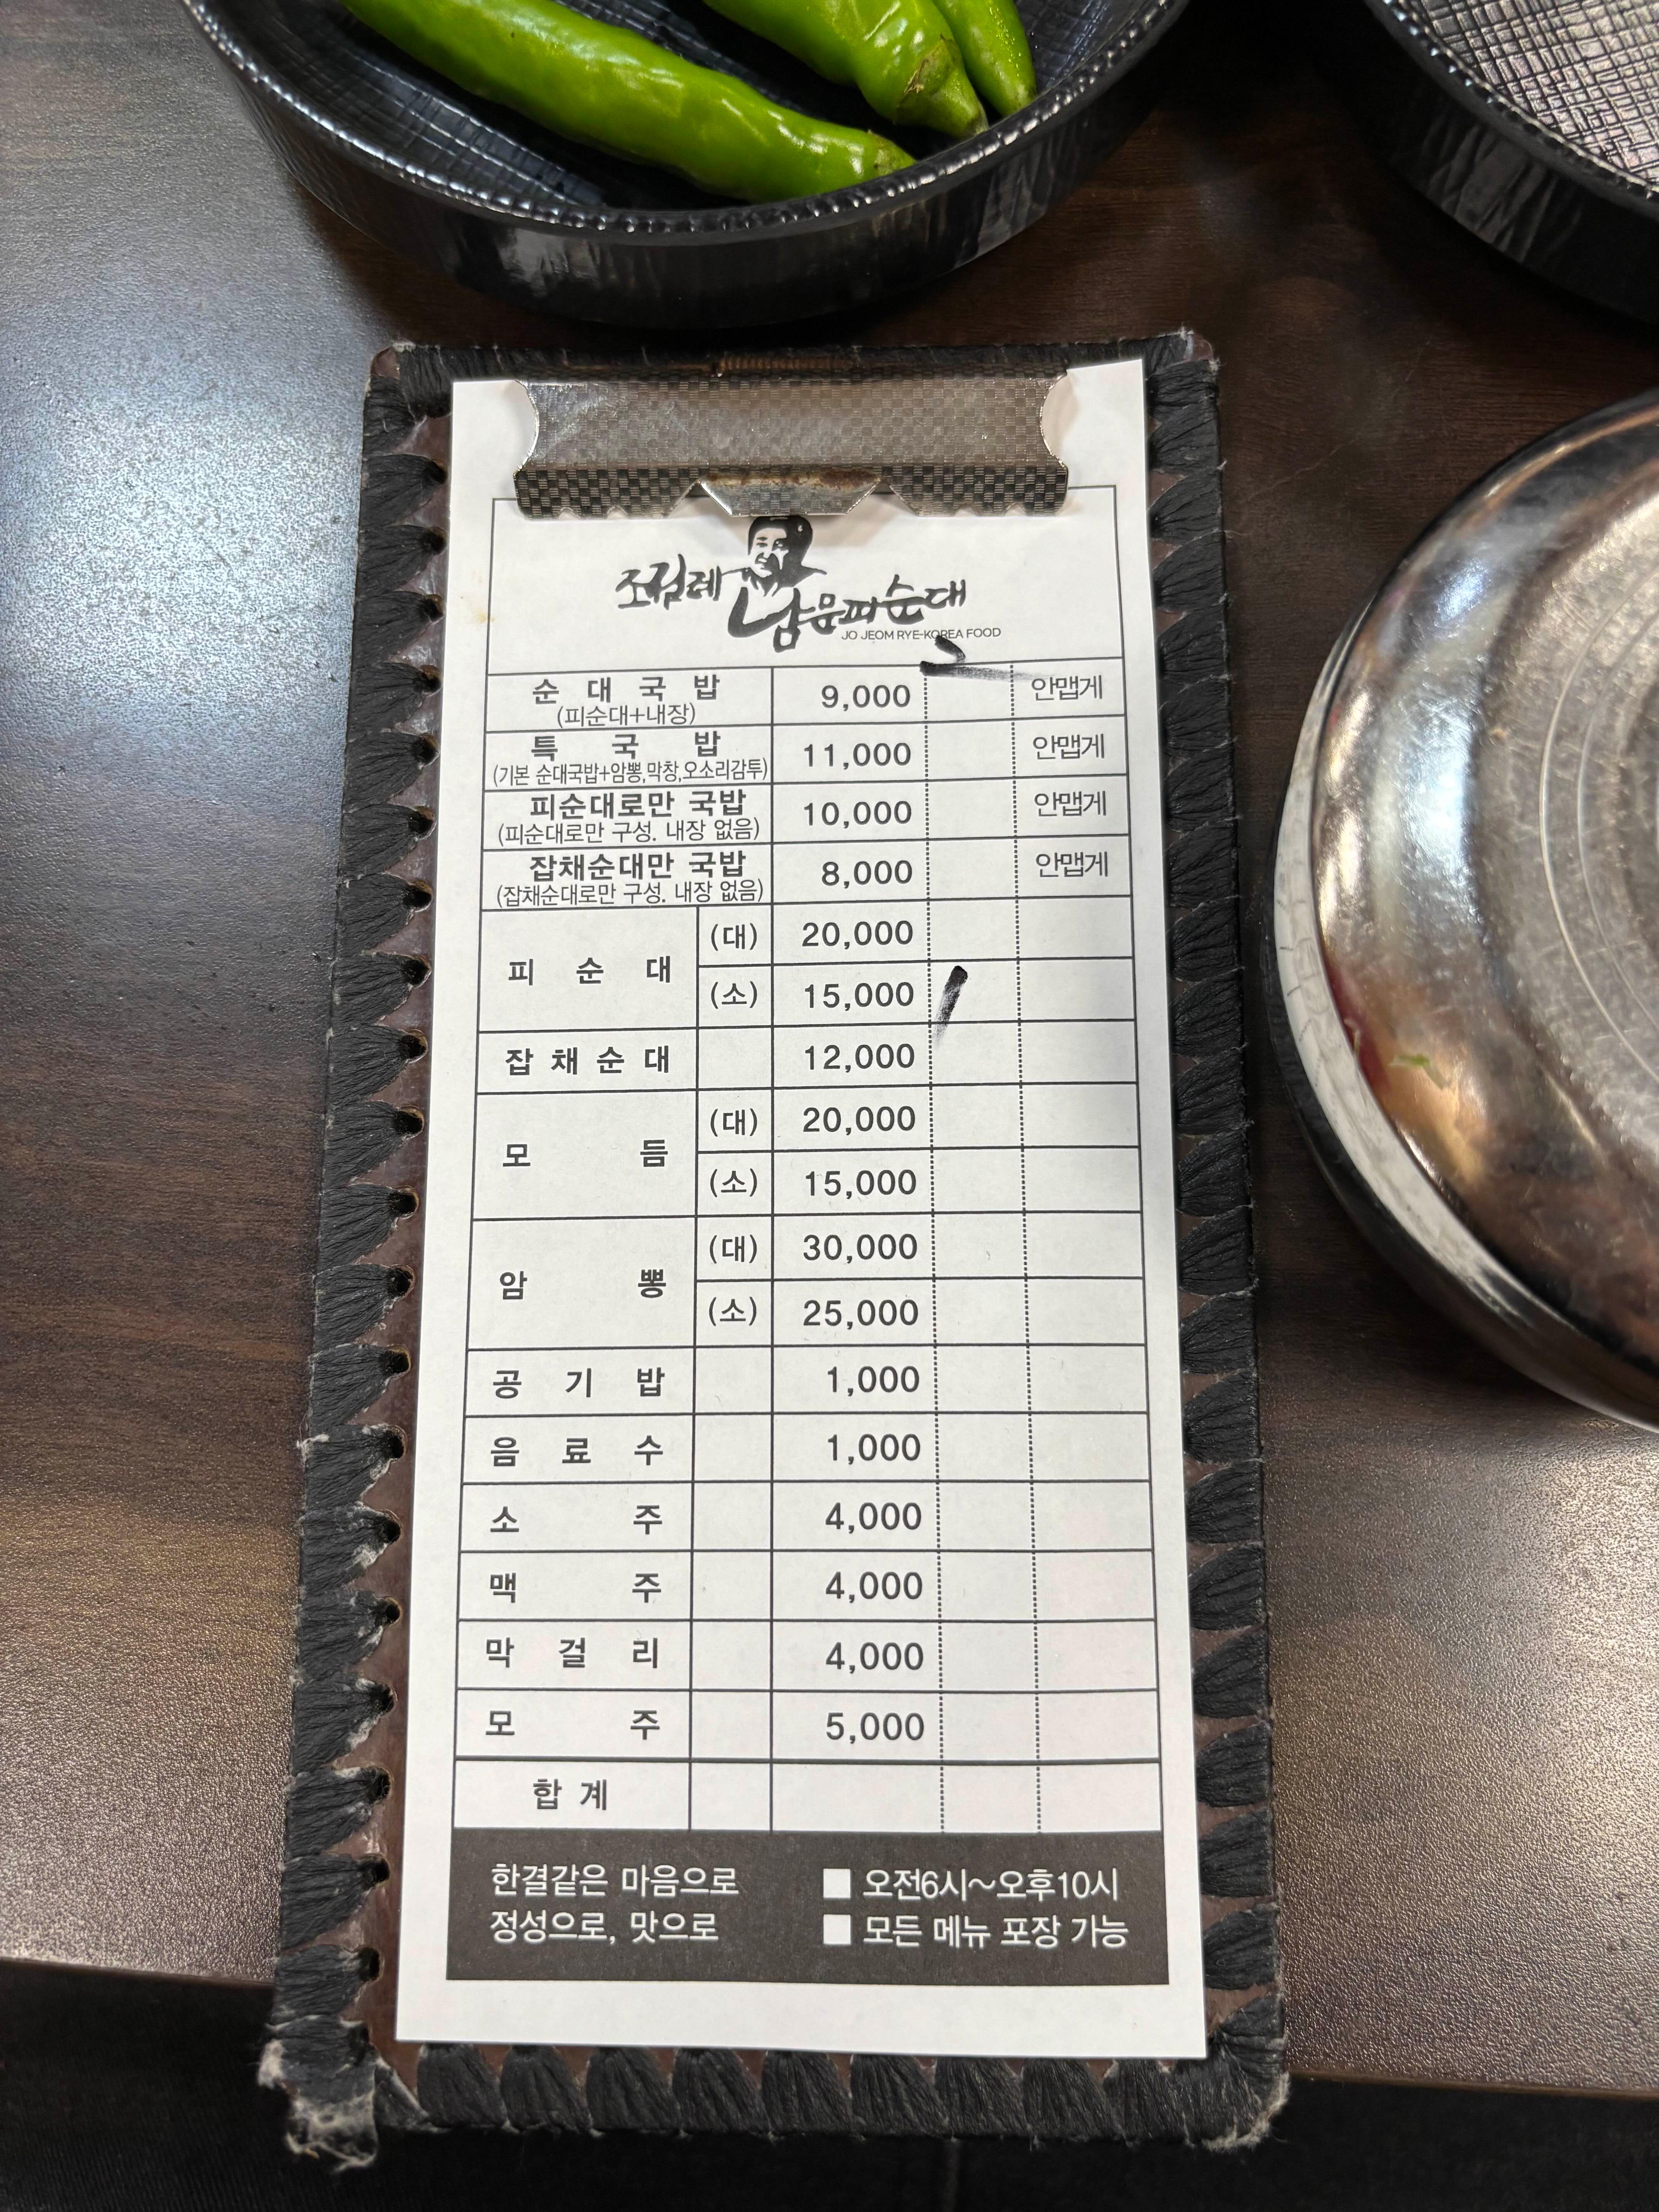 조점례 남문피순대
JO JEOM RYE-KOREA FOOD
2
순 대 국 밥 9,000 안맵게
(피순대+내장)
특 국 밥 11,000 안맵게
(기본 순대국밥+암뽕,막창,오소리감투)
피순대로만 국밥 10,000 안맵게
(피순대로만 구성. 내장 없음)
잡채순대만 국밥 8,000 안맵게
(잡채순대로만 구성. 내장 없음)
피 순 대 (대) 20,000
(소) 15,000 /
잡 채 순 대 12,000
모 듬 (대) 20,000
(소) 15,000
암 뽕 (대) 30,000
(소) 25,000
공 기 밥 1,000
음 료 수 1,000
소 주 4,000
맥 주 4,000
막 걸 리 4,000
모 주 5,000
합 계
한결같은 마음으로 ■ 오전6시~오후10시
정성으로, 맛으로 ■ 모든 메뉴 포장 가능